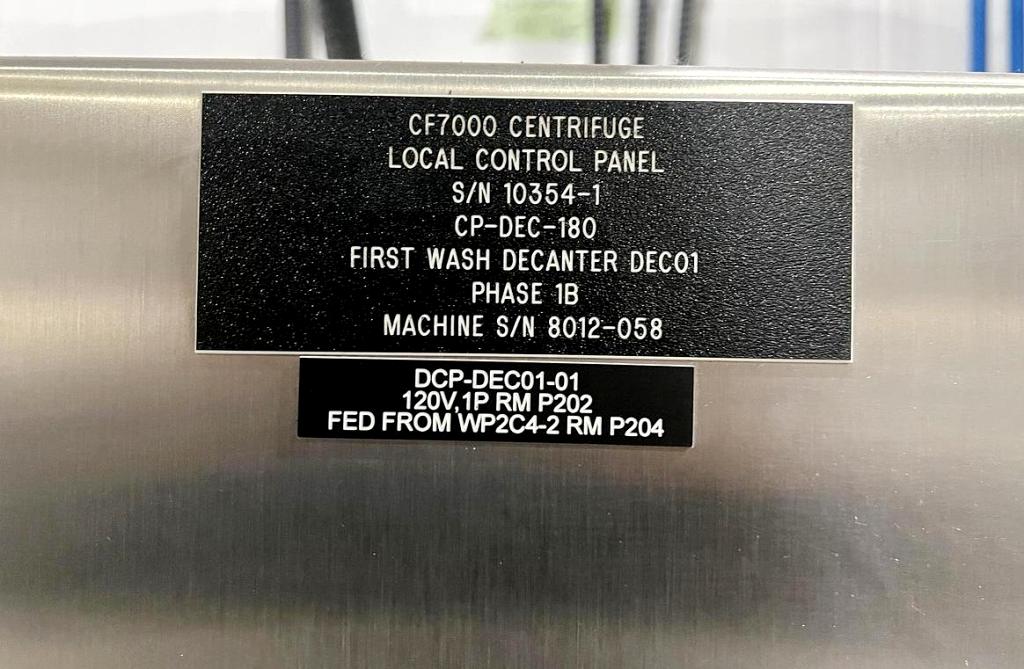 CF7000 CENTRIFUGE
LOCAL CONTROL PANEL
S/N 10354-1
CP-DEC-180
FIRST WASH DECANTER DEC01
PHASE 1B
MACHINE S/N 8012-058
DCP-DEC01-01
120V,1P RM P202
FED FROM WP2C4-2 RM P204